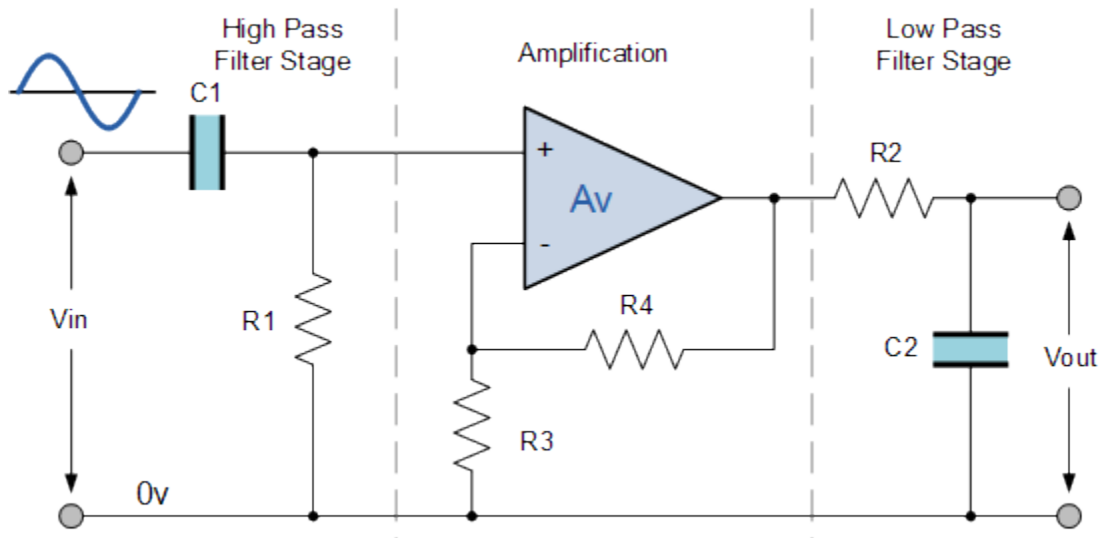 High Pass
Filter Stage
Amplification
Low Pass
Filter Stage
C1
R2
+
Av
-
R4
Vin
R1
C2
Vout
R3
0v